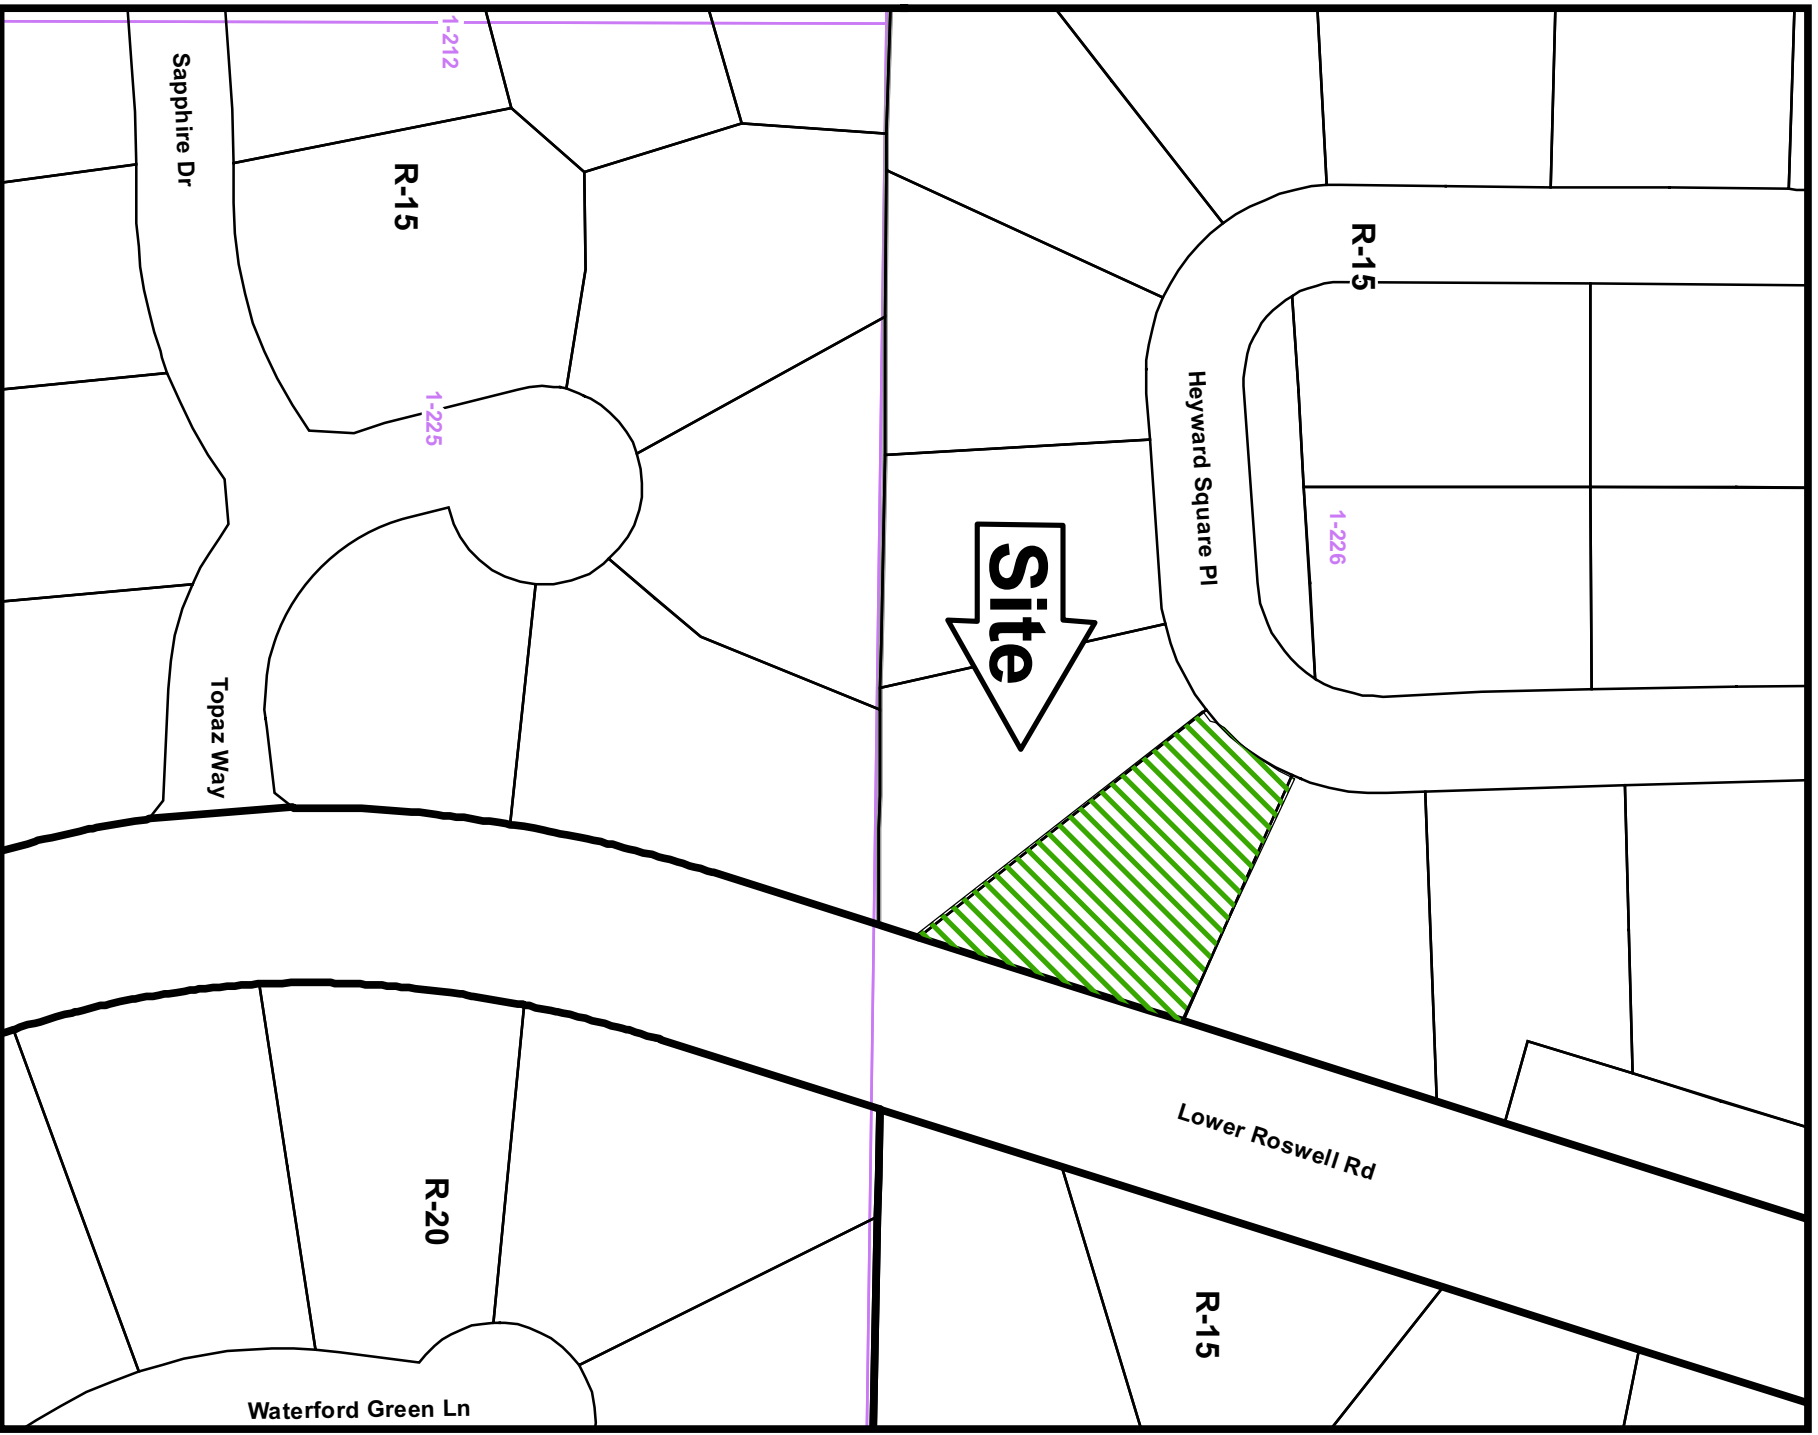 1-212
Sapphire Dr
R-15
R-15
1-225
Heyward Square Pl
1-226
Site
Topaz Way
Lower Roswell Rd
R-20
R-15
Waterford Green Ln